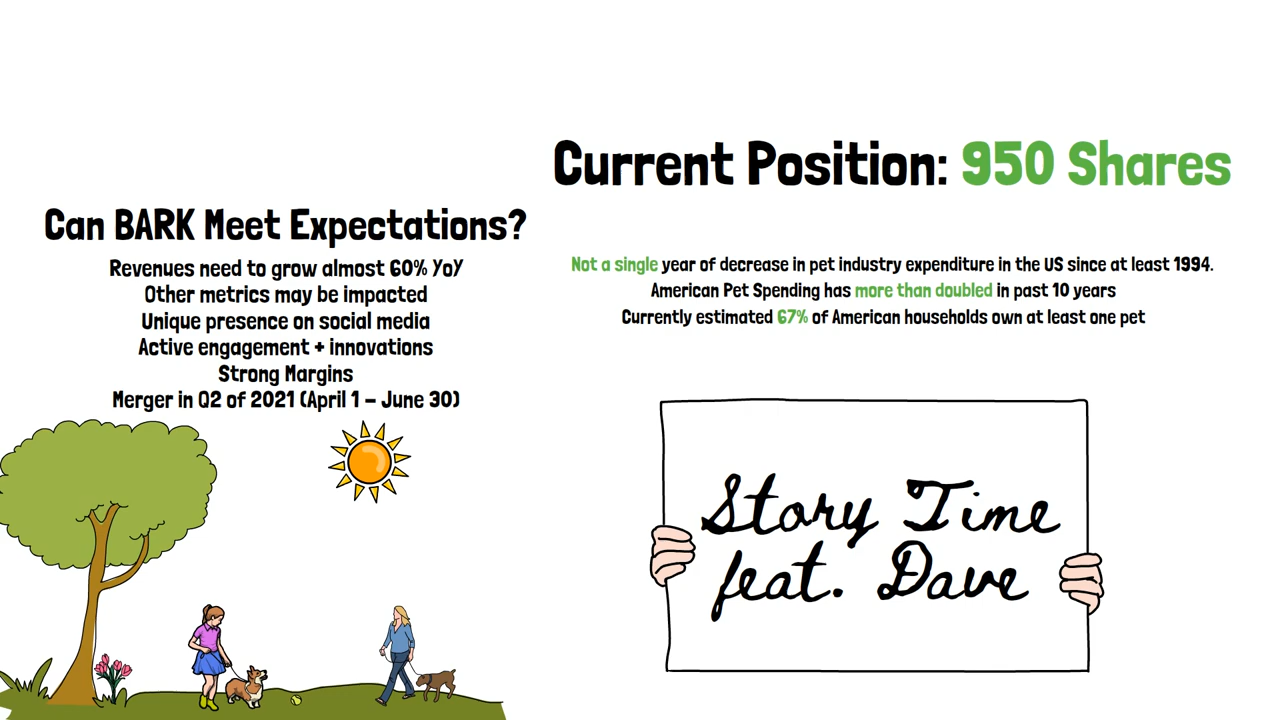 Can BARK Meet Expectations?
Revenues need to grow almost 60% YoY
Other metrics may be impacted
Unique presence on social media
Active engagement + innovations
Strong Margins
Merger in Q2 of 2021 (April 1 – June 30)
Current Position: 950 Shares
Not a single year of decrease in pet industry expenditure in the US since at least 1994.
American Pet Spending has more than doubled in past 10 years
Currently estimated 67% of American households own at least one pet
Story Time
feat. Dave